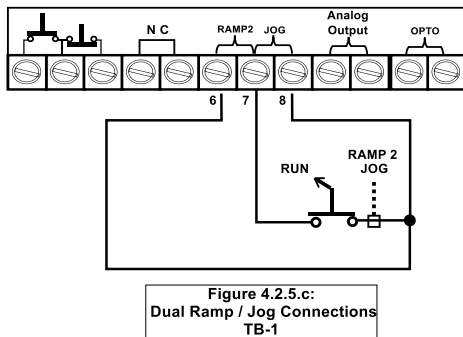 N C
RAMP2
JOG
Analog
Output
OPTO
6
7
8
RUN
RAMP 2
JOG
Figure 4.2.5.c:
Dual Ramp / Jog Connections
TB-1